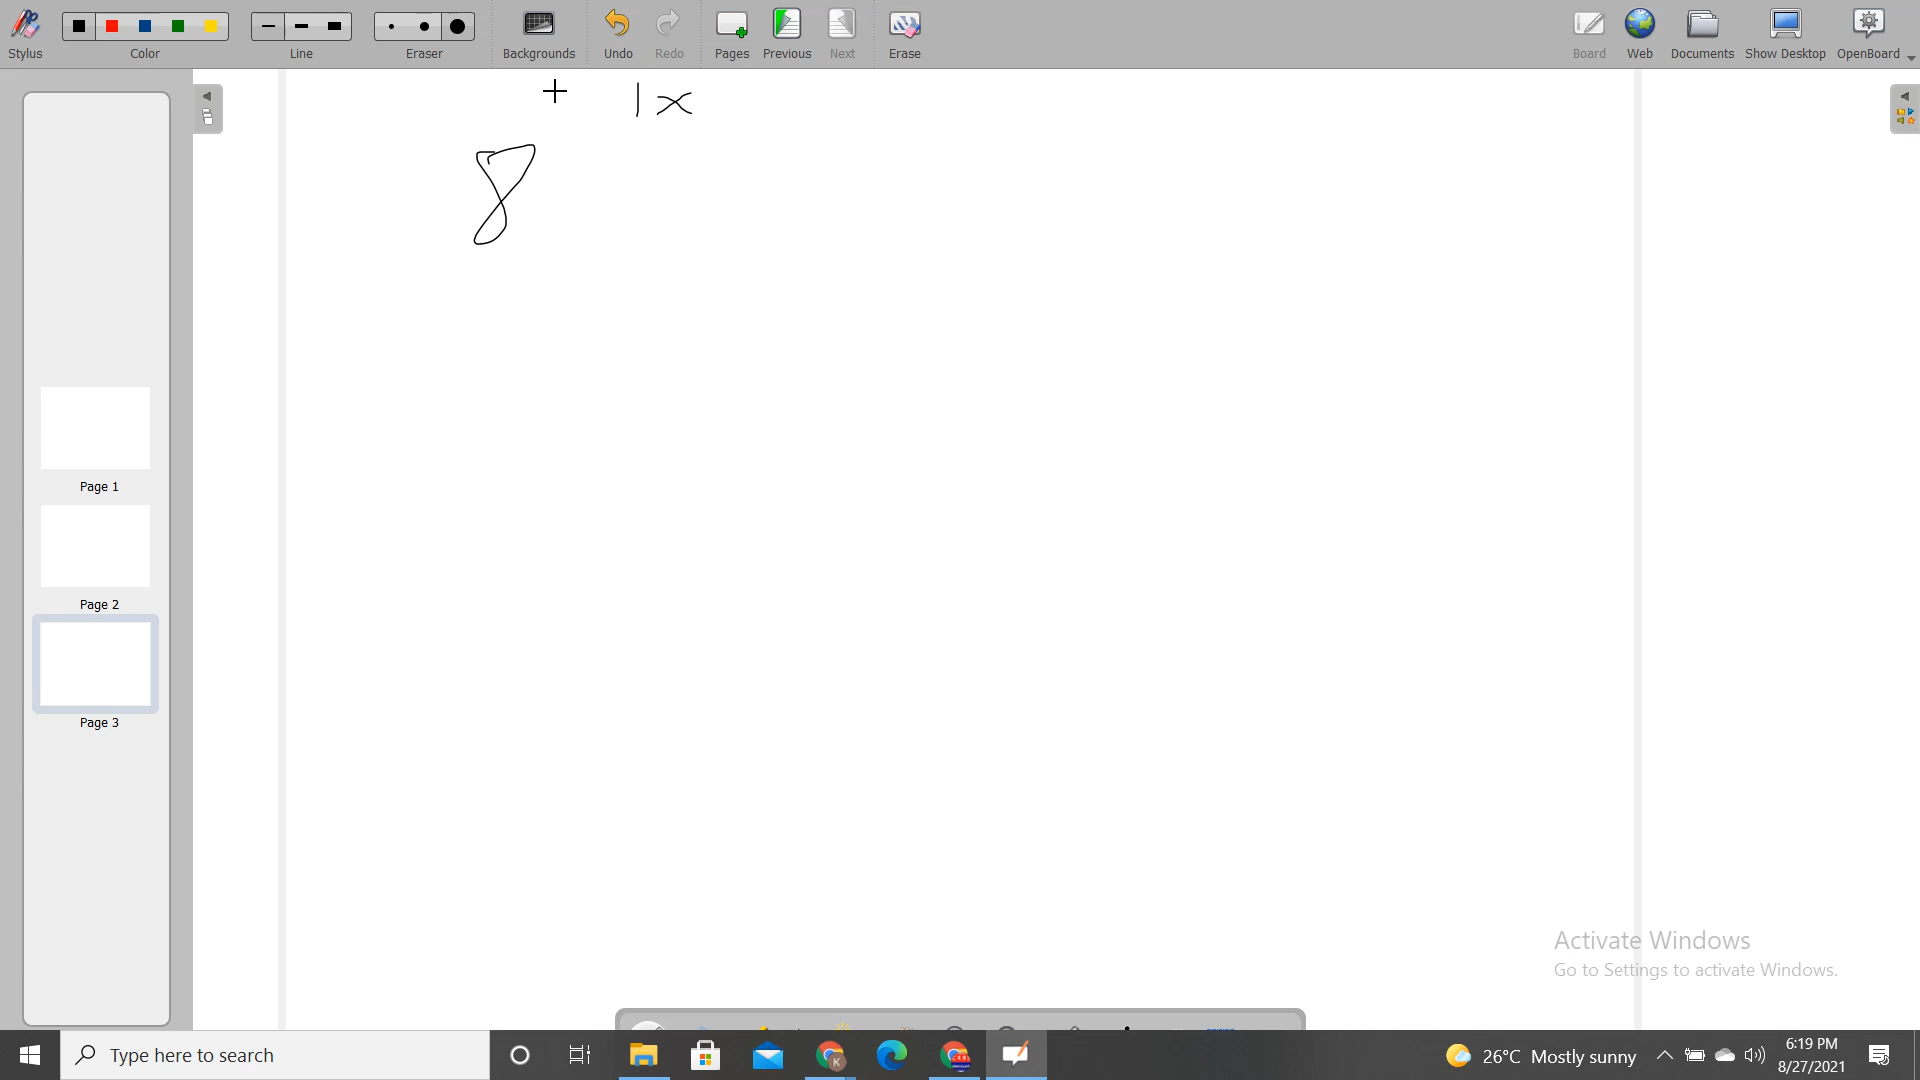 Stylus Color Line Eraser Backgrounds Undo Redo Pages Previous Next Erase Board Web Documents Show Desktop OpenBoard
1x
8
Page 1
Page 2
Page 3
Activate Windows
Go to Settings to activate Windows.
Type here to search
26°C Mostly sunny
6:19 PM
8/27/2021